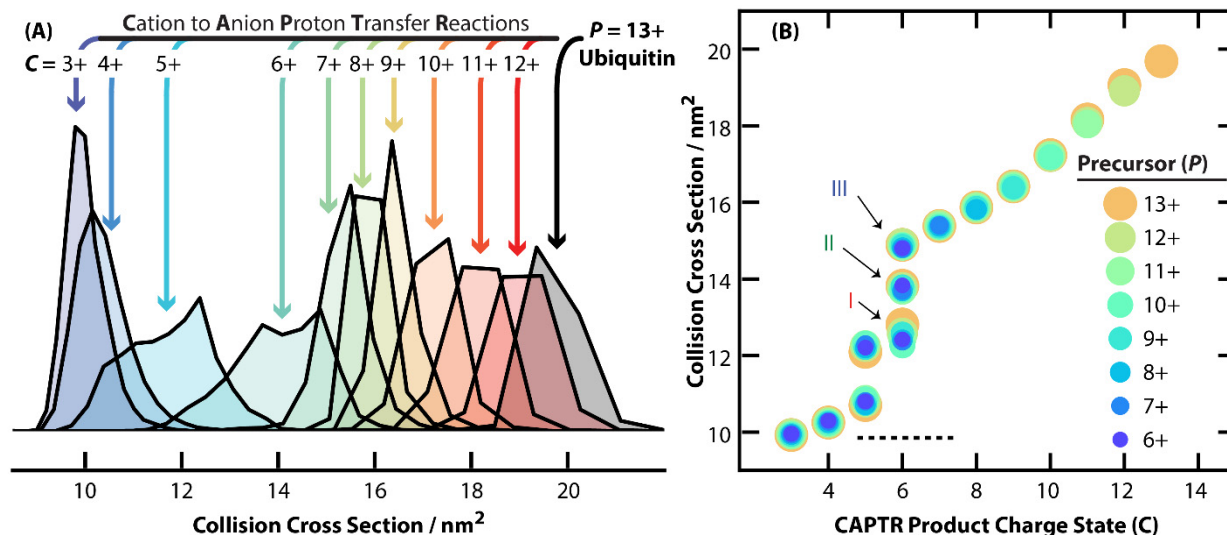 (A)
Cation to Anion Proton Transfer Reactions
P = 13+
Ubiquitin
C = 3+ 4+ 5+ 6+ 7+ 8+ 9+ 10+ 11+ 12+
10 12 14 16 18 20
Collision Cross Section / nm²
(B)
Collision Cross Section / nm²
20
18
16
14
12
10
III
II
I
Precursor (P)
13+
12+
11+
10+
9+
8+
7+
6+
4 6 8 10 12 14
CAPTR Product Charge State (C)